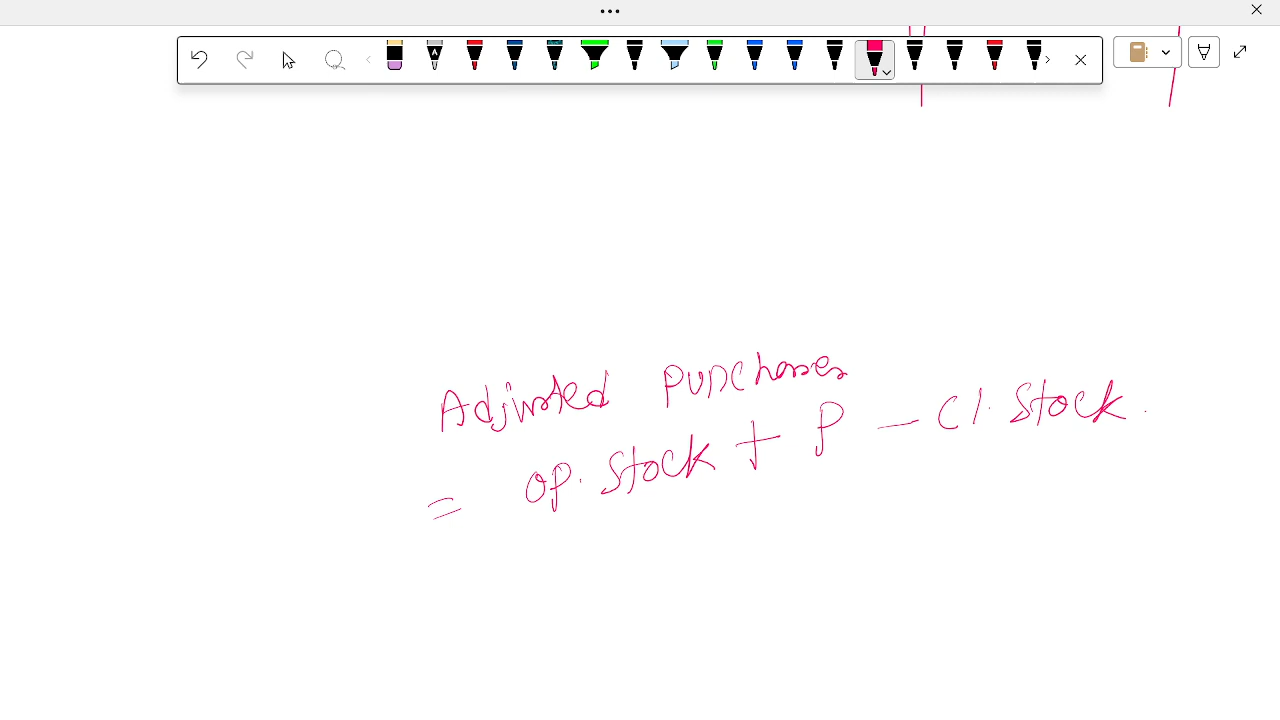 Adjusted purchases
= op. stock + P - Cl. Stock.